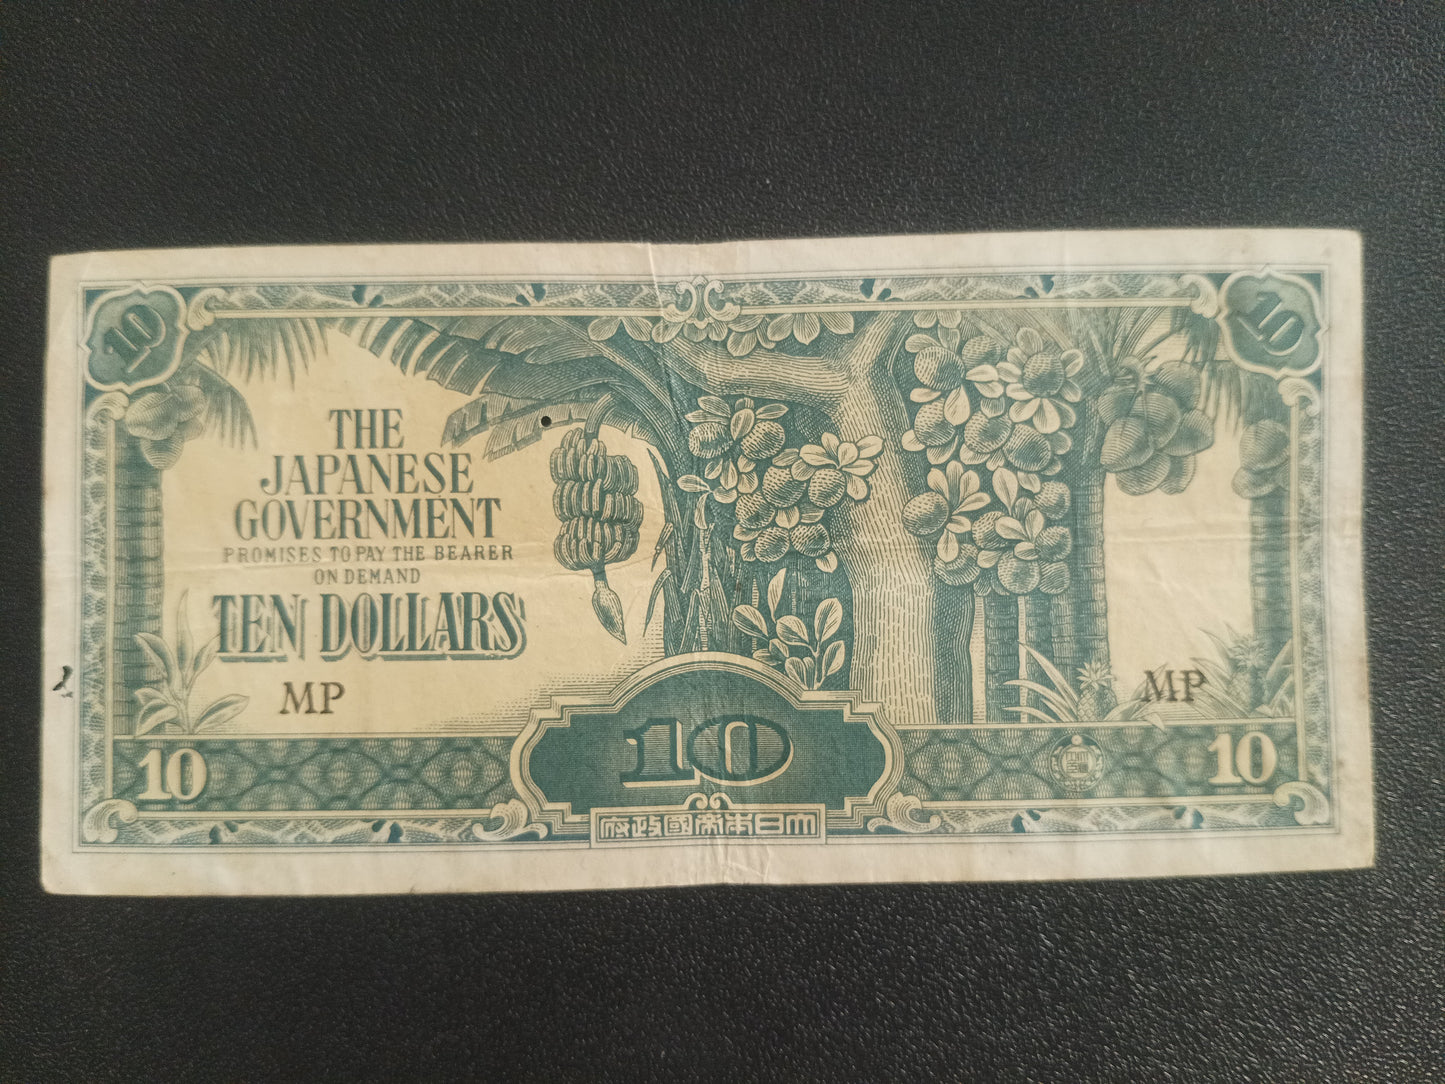 10
10
THE
JAPANESE
GOVERNMENT
PROMISES TO PAY THE BEARER
ON DEMAND
TEN DOLLARS
MP
MP
10
10
10
府政國帝本日大